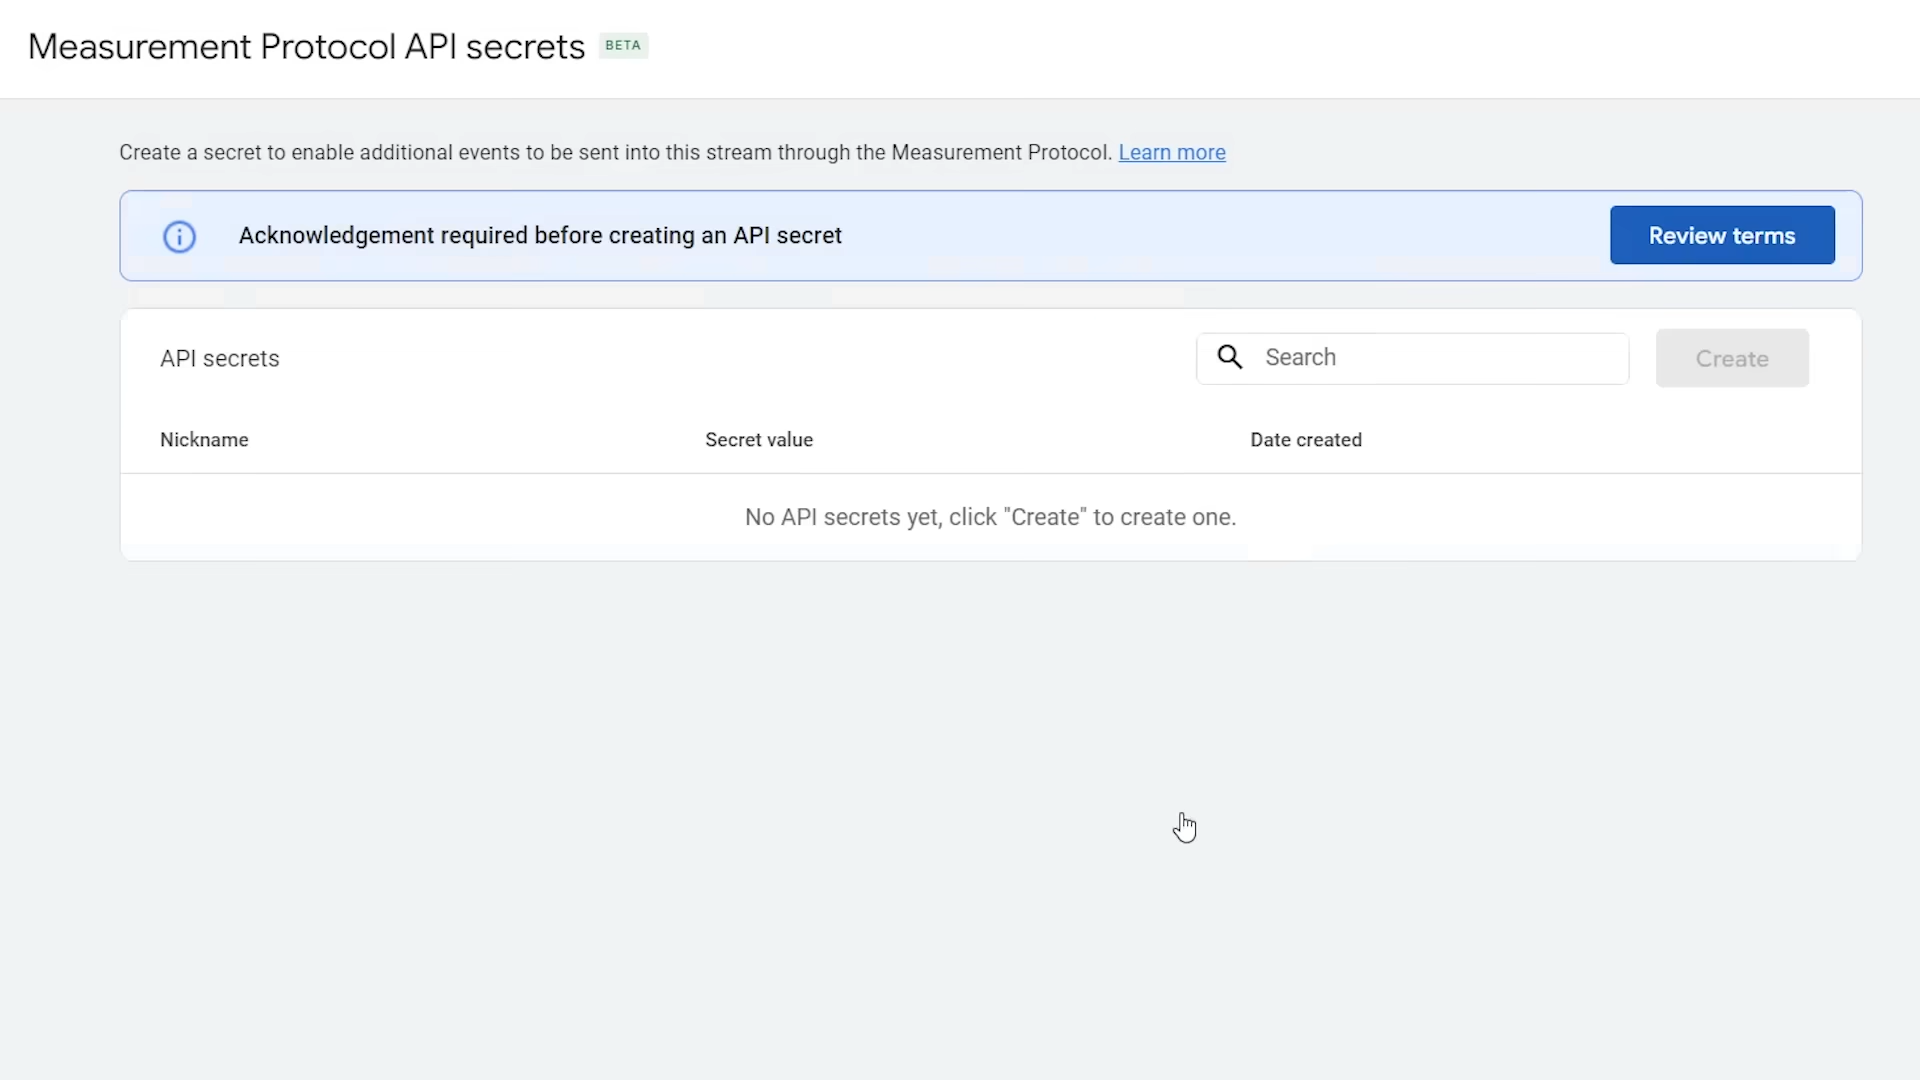 Measurement Protocol API secrets BETA
Create a secret to enable additional events to be sent into this stream through the Measurement Protocol. Learn more
Acknowledgement required before creating an API secret Review terms
API secrets Search Create
Nickname Secret value Date created
No API secrets yet, click "Create" to create one.